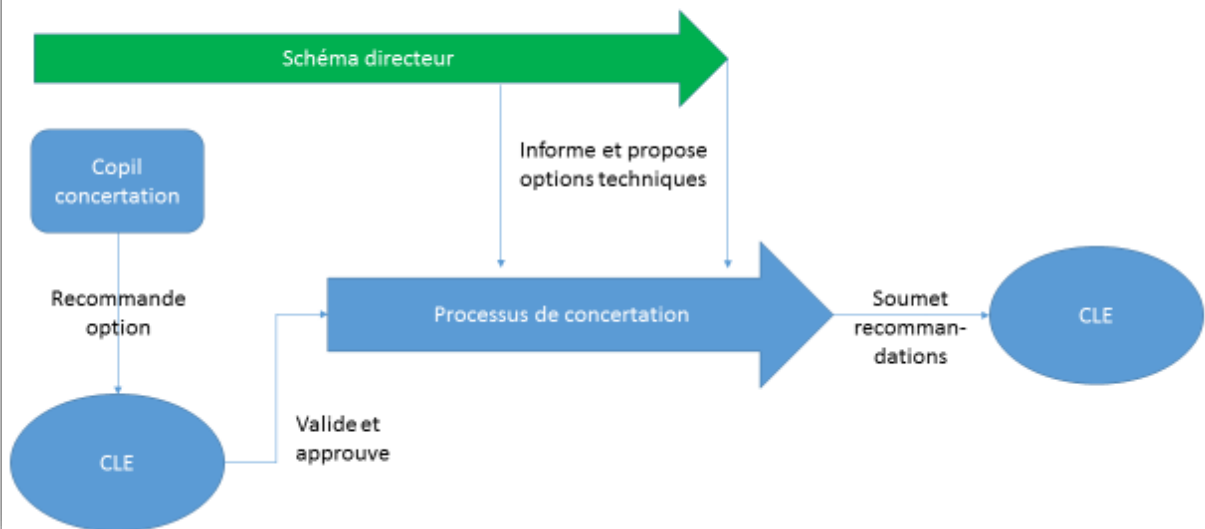 Schéma directeur
Copil
concertation
Informe et propose
options techniques
Recommande
option
Processus de concertation
Soumet
recomman-
dations
CLE
Valide et
approuve
CLE